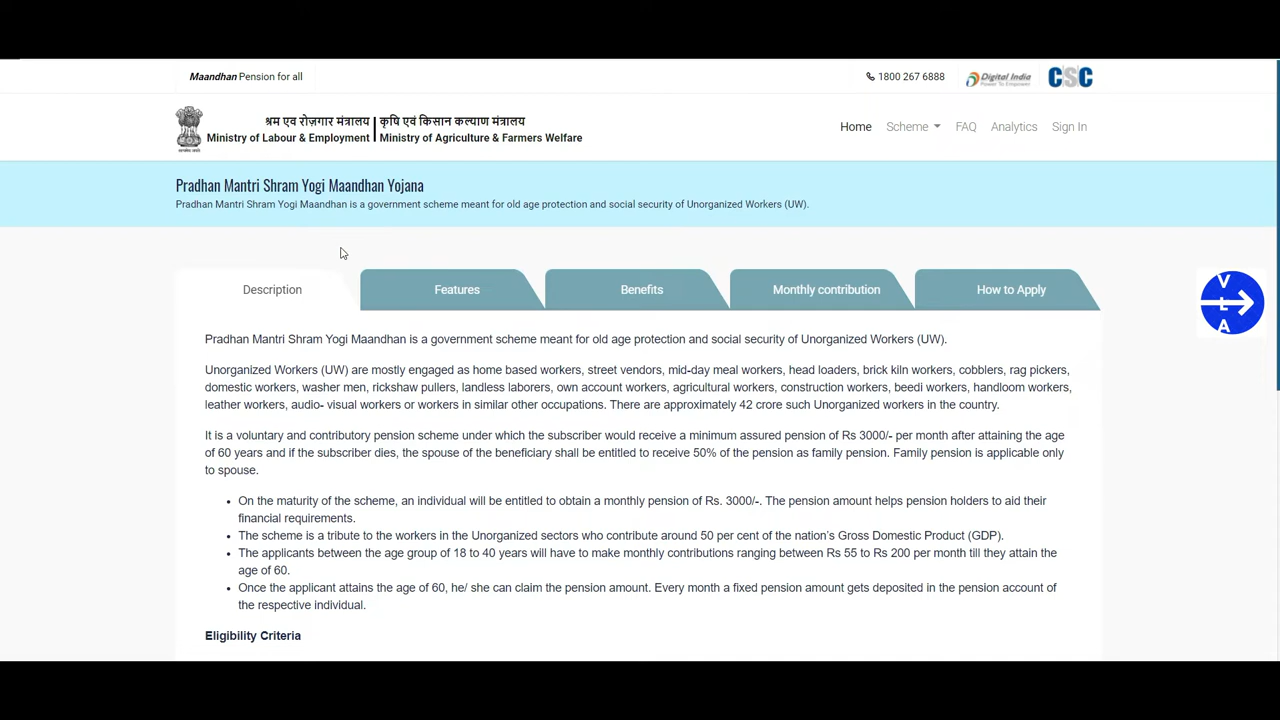 Maandhan Pension for all
1800 267 6888
Digital India
Power To Empower
CSC
श्रम एवं रोज़गार मंत्रालय
Ministry of Labour & Employment
कृषि एवं किसान कल्याण मंत्रालय
Ministry of Agriculture & Farmers Welfare
Home Scheme FAQ Analytics Sign In
Pradhan Mantri Shram Yogi Maandhan Yojana
Pradhan Mantri Shram Yogi Maandhan is a government scheme meant for old age protection and social security of Unorganized Workers (UW).
Description Features Benefits Monthly contribution How to Apply
VLA
Pradhan Mantri Shram Yogi Maandhan is a government scheme meant for old age protection and social security of Unorganized Workers (UW).
Unorganized Workers (UW) are mostly engaged as home based workers, street vendors, mid-day meal workers, head loaders, brick kiln workers, cobblers, rag pickers,
domestic workers, washer men, rickshaw pullers, landless laborers, own account workers, agricultural workers, construction workers, beedi workers, handloom workers,
leather workers, audio- visual workers or workers in similar other occupations. There are approximately 42 crore such Unorganized workers in the country.
It is a voluntary and contributory pension scheme under which the subscriber would receive a minimum assured pension of Rs 3000/- per month after attaining the age
of 60 years and if the subscriber dies, the spouse of the beneficiary shall be entitled to receive 50% of the pension as family pension. Family pension is applicable only
to spouse.
• On the maturity of the scheme, an individual will be entitled to obtain a monthly pension of Rs. 3000/-. The pension amount helps pension holders to aid their
financial requirements.
• The scheme is a tribute to the workers in the Unorganized sectors who contribute around 50 per cent of the nation's Gross Domestic Product (GDP).
• The applicants between the age group of 18 to 40 years will have to make monthly contributions ranging between Rs 55 to Rs 200 per month till they attain the
age of 60.
• Once the applicant attains the age of 60, he/ she can claim the pension amount. Every month a fixed pension amount gets deposited in the pension account of
the respective individual.
Eligibility Criteria